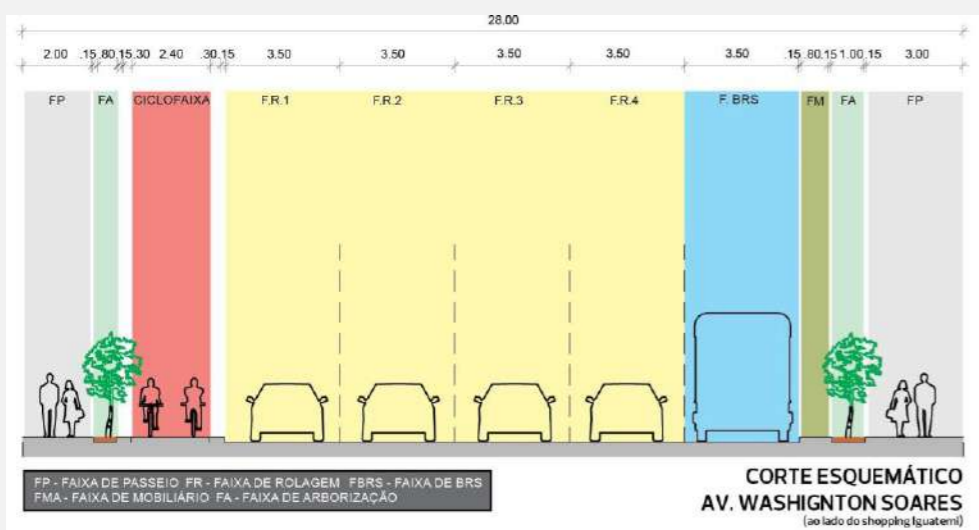 28.00
2.00 .15 .80 .15 .30 2.40 .30 .15 3.50 3.50 3.50 3.50 3.50 .15 .80 .15 1.00 .15 3.00
FP FA CICLOFAIXA F.R.1 F.R.2 F.R.3 F.R.4 F. BRS FM FA FP
FP - FAIXA DE PASSEIO FR - FAIXA DE ROLAGEM FBRS - FAIXA DE BRS
FMA - FAIXA DE MOBILIÁRIO FA - FAIXA DE ARBORIZAÇÃO
CORTE ESQUEMÁTICO
AV. WASHIGNTON SOARES
(ao lado do shopping Iguatemi)